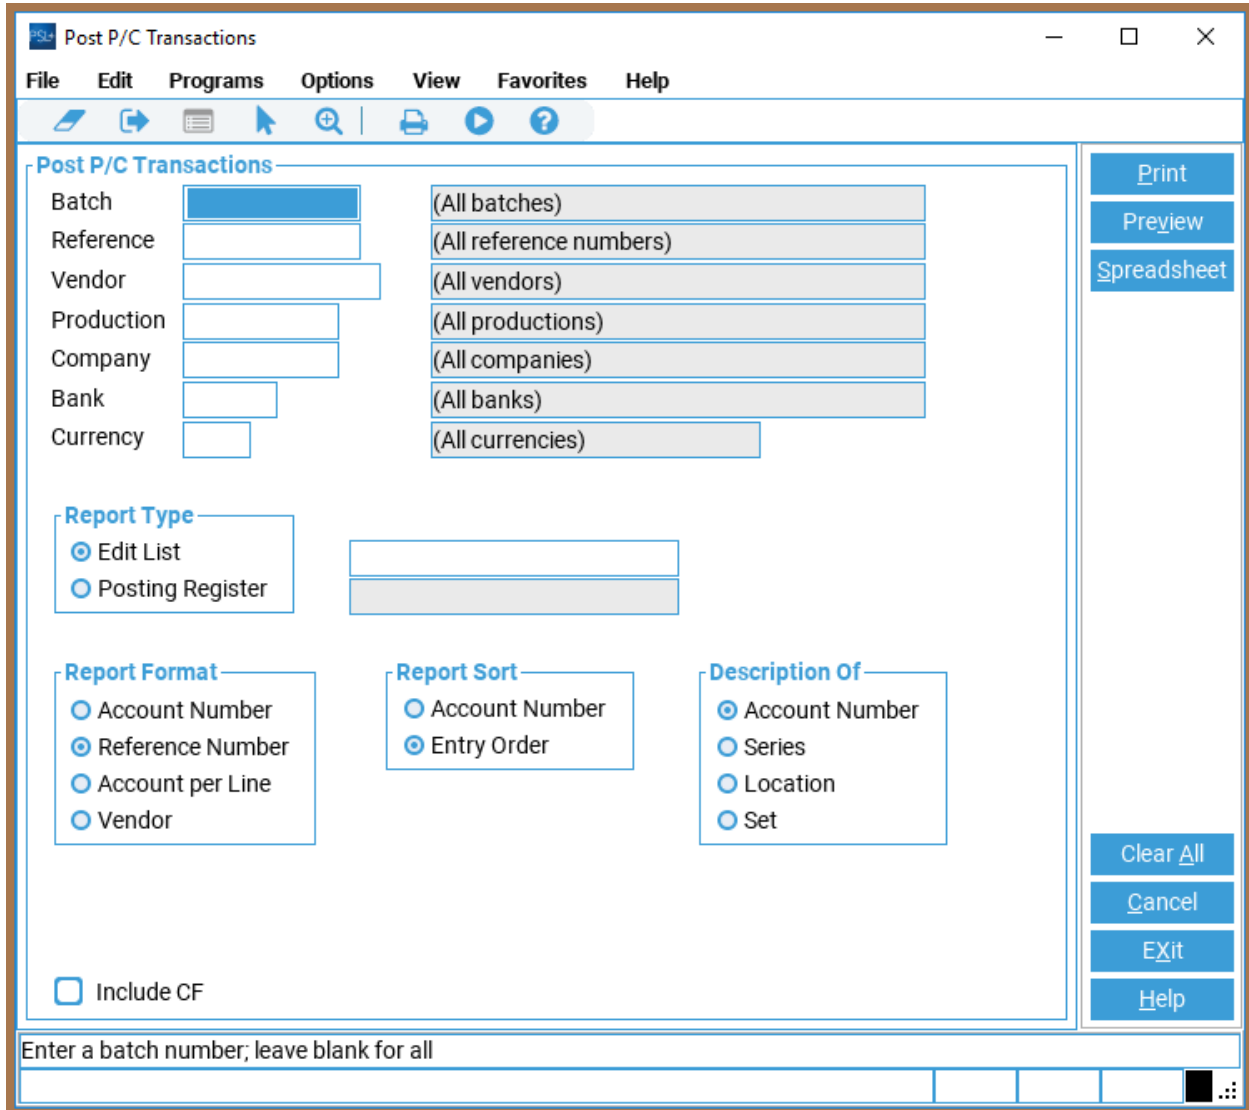 PSL+ Post P/C Transactions
File Edit Programs Options View Favorites Help
Post P/C Transactions
Batch (All batches)
Reference (All reference numbers)
Vendor (All vendors)
Production (All productions)
Company (All companies)
Bank (All banks)
Currency (All currencies)
Report Type
Edit List
Posting Register
Report Format
Account Number
Reference Number
Account per Line
Vendor
Report Sort
Account Number
Entry Order
Description Of
Account Number
Series
Location
Set
Include CF
Print
Preview
Spreadsheet
Clear All
Cancel
EXit
Help
Enter a batch number; leave blank for all